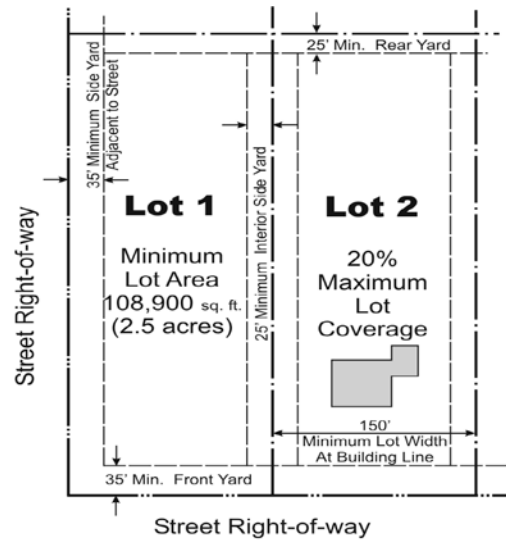 25' Min. Rear Yard
35' Minimum Side Yard
Adjacent to Street
Lot 1
Minimum
Lot Area
108,900 sq. ft.
(2.5 acres)
25' Minimum Interior Side Yard
Lot 2
20%
Maximum
Lot
Coverage
150'
Minimum Lot Width
At Building Line
35' Min. Front Yard
Street Right-of-way
Street Right-of-way